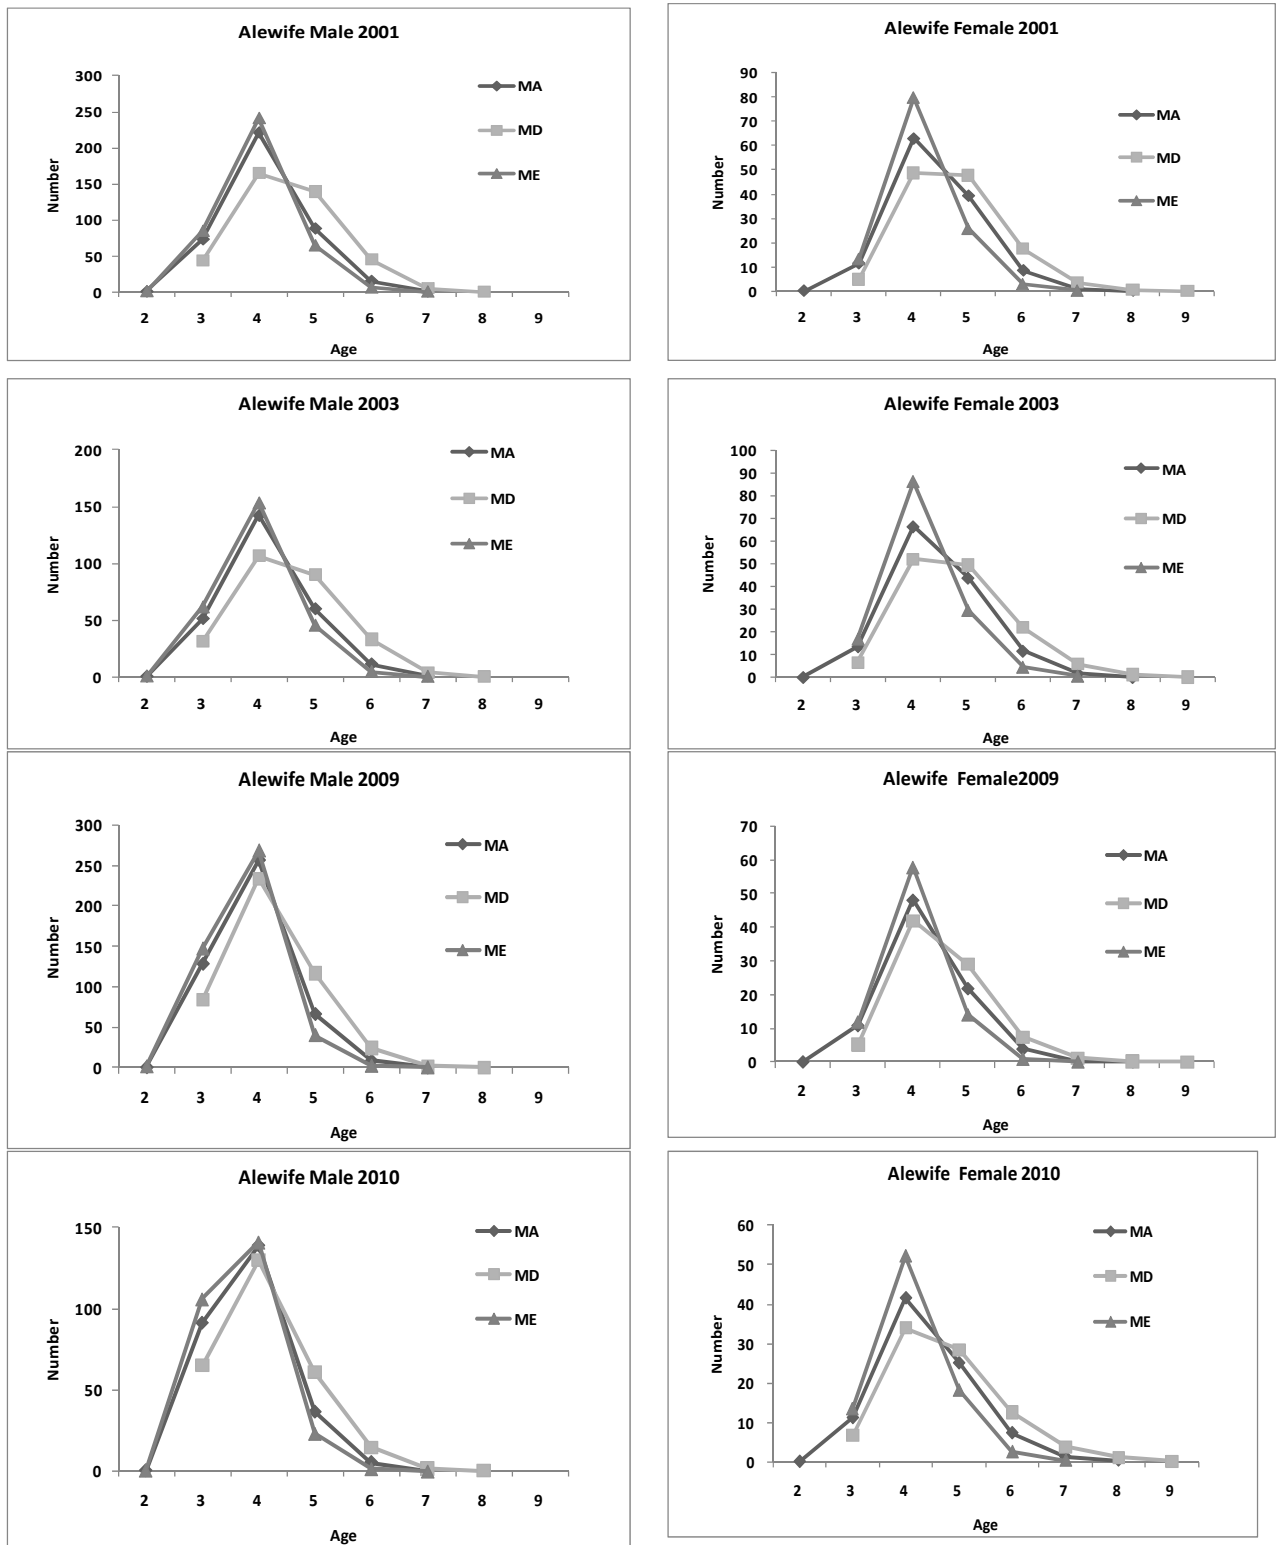 Alewife Male 2001
300
250
200
150
100
50
0
Number
2 3 4 5 6 7 8 9
Age
MA
MD
ME
Alewife Female 2001
90
80
70
60
50
40
30
20
10
0
Number
2 3 4 5 6 7 8 9
Age
MA
MD
ME
Alewife Male 2003
200
150
100
50
0
Number
2 3 4 5 6 7 8 9
Age
MA
MD
ME
Alewife Female 2003
100
90
80
70
60
50
40
30
20
10
0
Number
2 3 4 5 6 7 8 9
Age
MA
MD
ME
Alewife Male 2009
300
250
200
150
100
50
0
Number
2 3 4 5 6 7 8 9
Age
MA
MD
ME
Alewife Female2009
70
60
50
40
30
20
10
0
Number
2 3 4 5 6 7 8 9
Age
MA
MD
ME
Alewife Male 2010
150
100
50
0
Number
2 3 4 5 6 7 8 9
Age
MA
MD
ME
Alewife Female 2010
60
50
40
30
20
10
0
Number
2 3 4 5 6 7 8 9
Age
MA
MD
ME